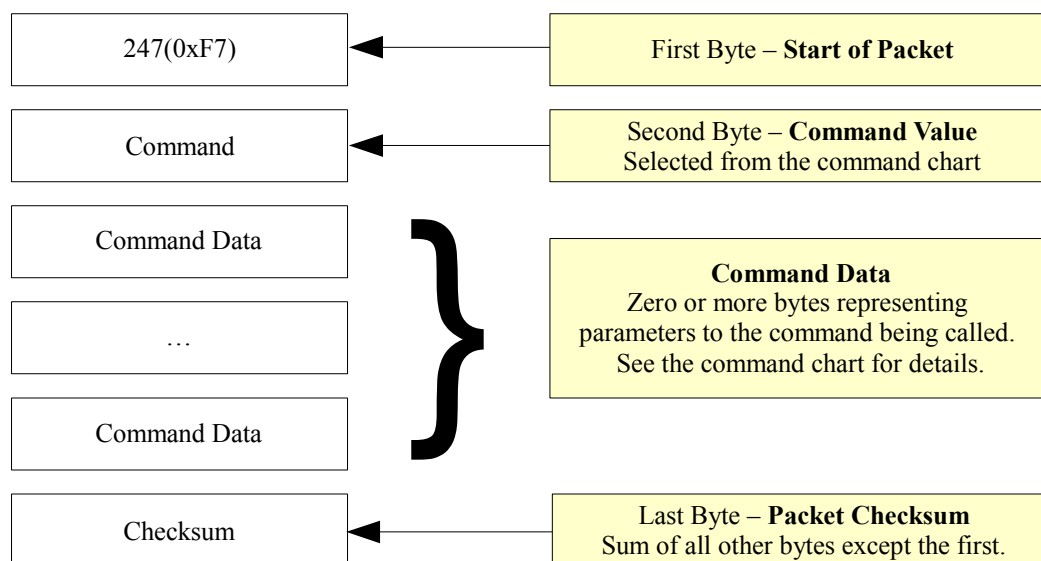 247(0xF7)
First Byte – Start of Packet
Command
Second Byte – Command Value
Selected from the command chart
Command Data
...
Command Data
Command Data
Zero or more bytes representing
parameters to the command being called.
See the command chart for details.
Checksum
Last Byte – Packet Checksum
Sum of all other bytes except the first.